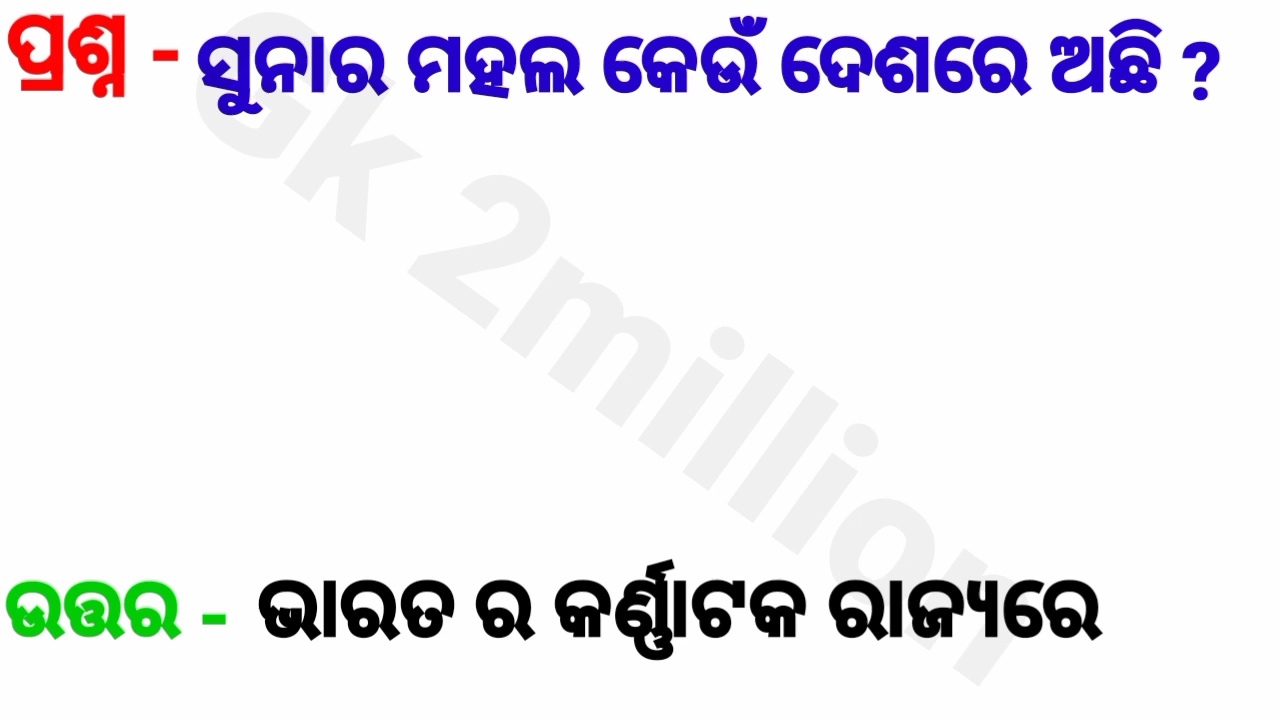 ପ୍ରଶ୍ନ - ସୁନାର ମହଲ କେଉଁ ଦେଶରେ ଅଛି ?
Gk 2million
ଉତ୍ତର - ଭାରତ ର କର୍ଣ୍ଣାଟକ ରାଜ୍ୟରେ